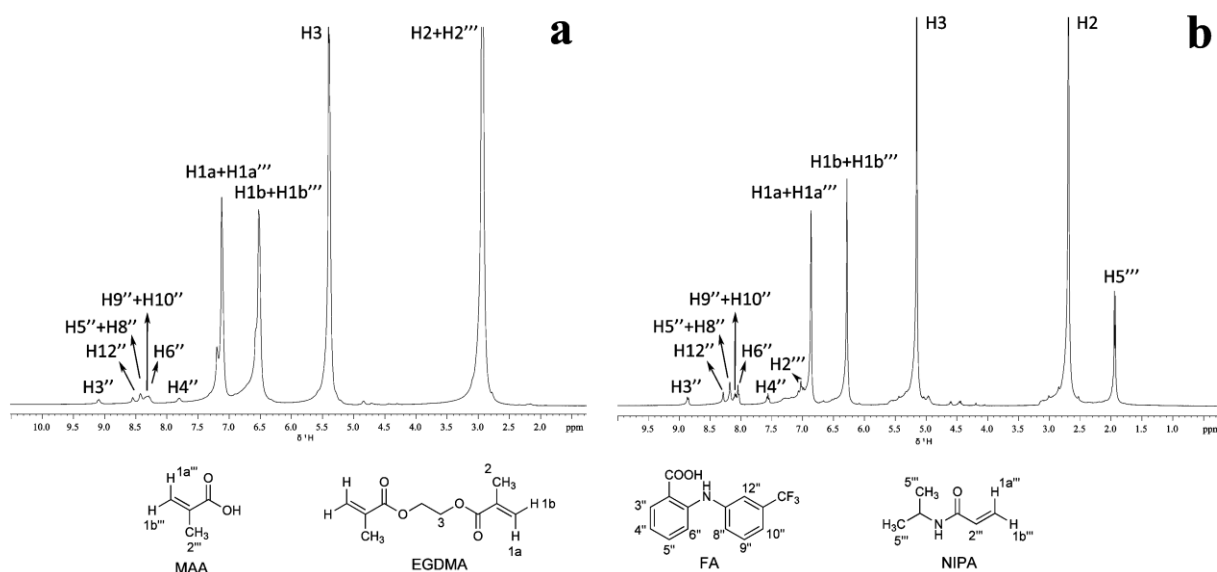 a
H3
H2+H2'''
H1a+H1a'''
H1b+H1b'''
H9''+H10''
H5''+H8''
H12''
H6''
H3''
H4''
10.0 9.5 9.0 8.5 8.0 7.5 7.0 6.5 6.0 5.5 5.0 4.5 4.0 3.5 3.0 2.5 2.0 ppm
δ ¹H
b
H3
H2
H1b+H1b'''
H1a+H1a'''
H5'''
H9''+H10''
H5''+H8''
H12''
H6''
H2'''
H3''
H4''
9.5 9.0 8.5 8.0 7.5 7.0 6.5 6.0 5.5 5.0 4.5 4.0 3.5 3.0 2.5 2.0 1.5 1.0 ppm
δ ¹H
H 1a'''
O
H
1b'''
OH
CH3
2'''
MAA
H
H
O
O
CH3
3
O
O
2
CH3
H 1b
H
1a
EGDMA
COOH
H
N
3''
4''
5''
6''
12''
CF3
8''
9''
10''
FA
5'''
CH3
CH3
5'''
N
H
O
2'''
1a'''
H
H
1b'''
NIPA